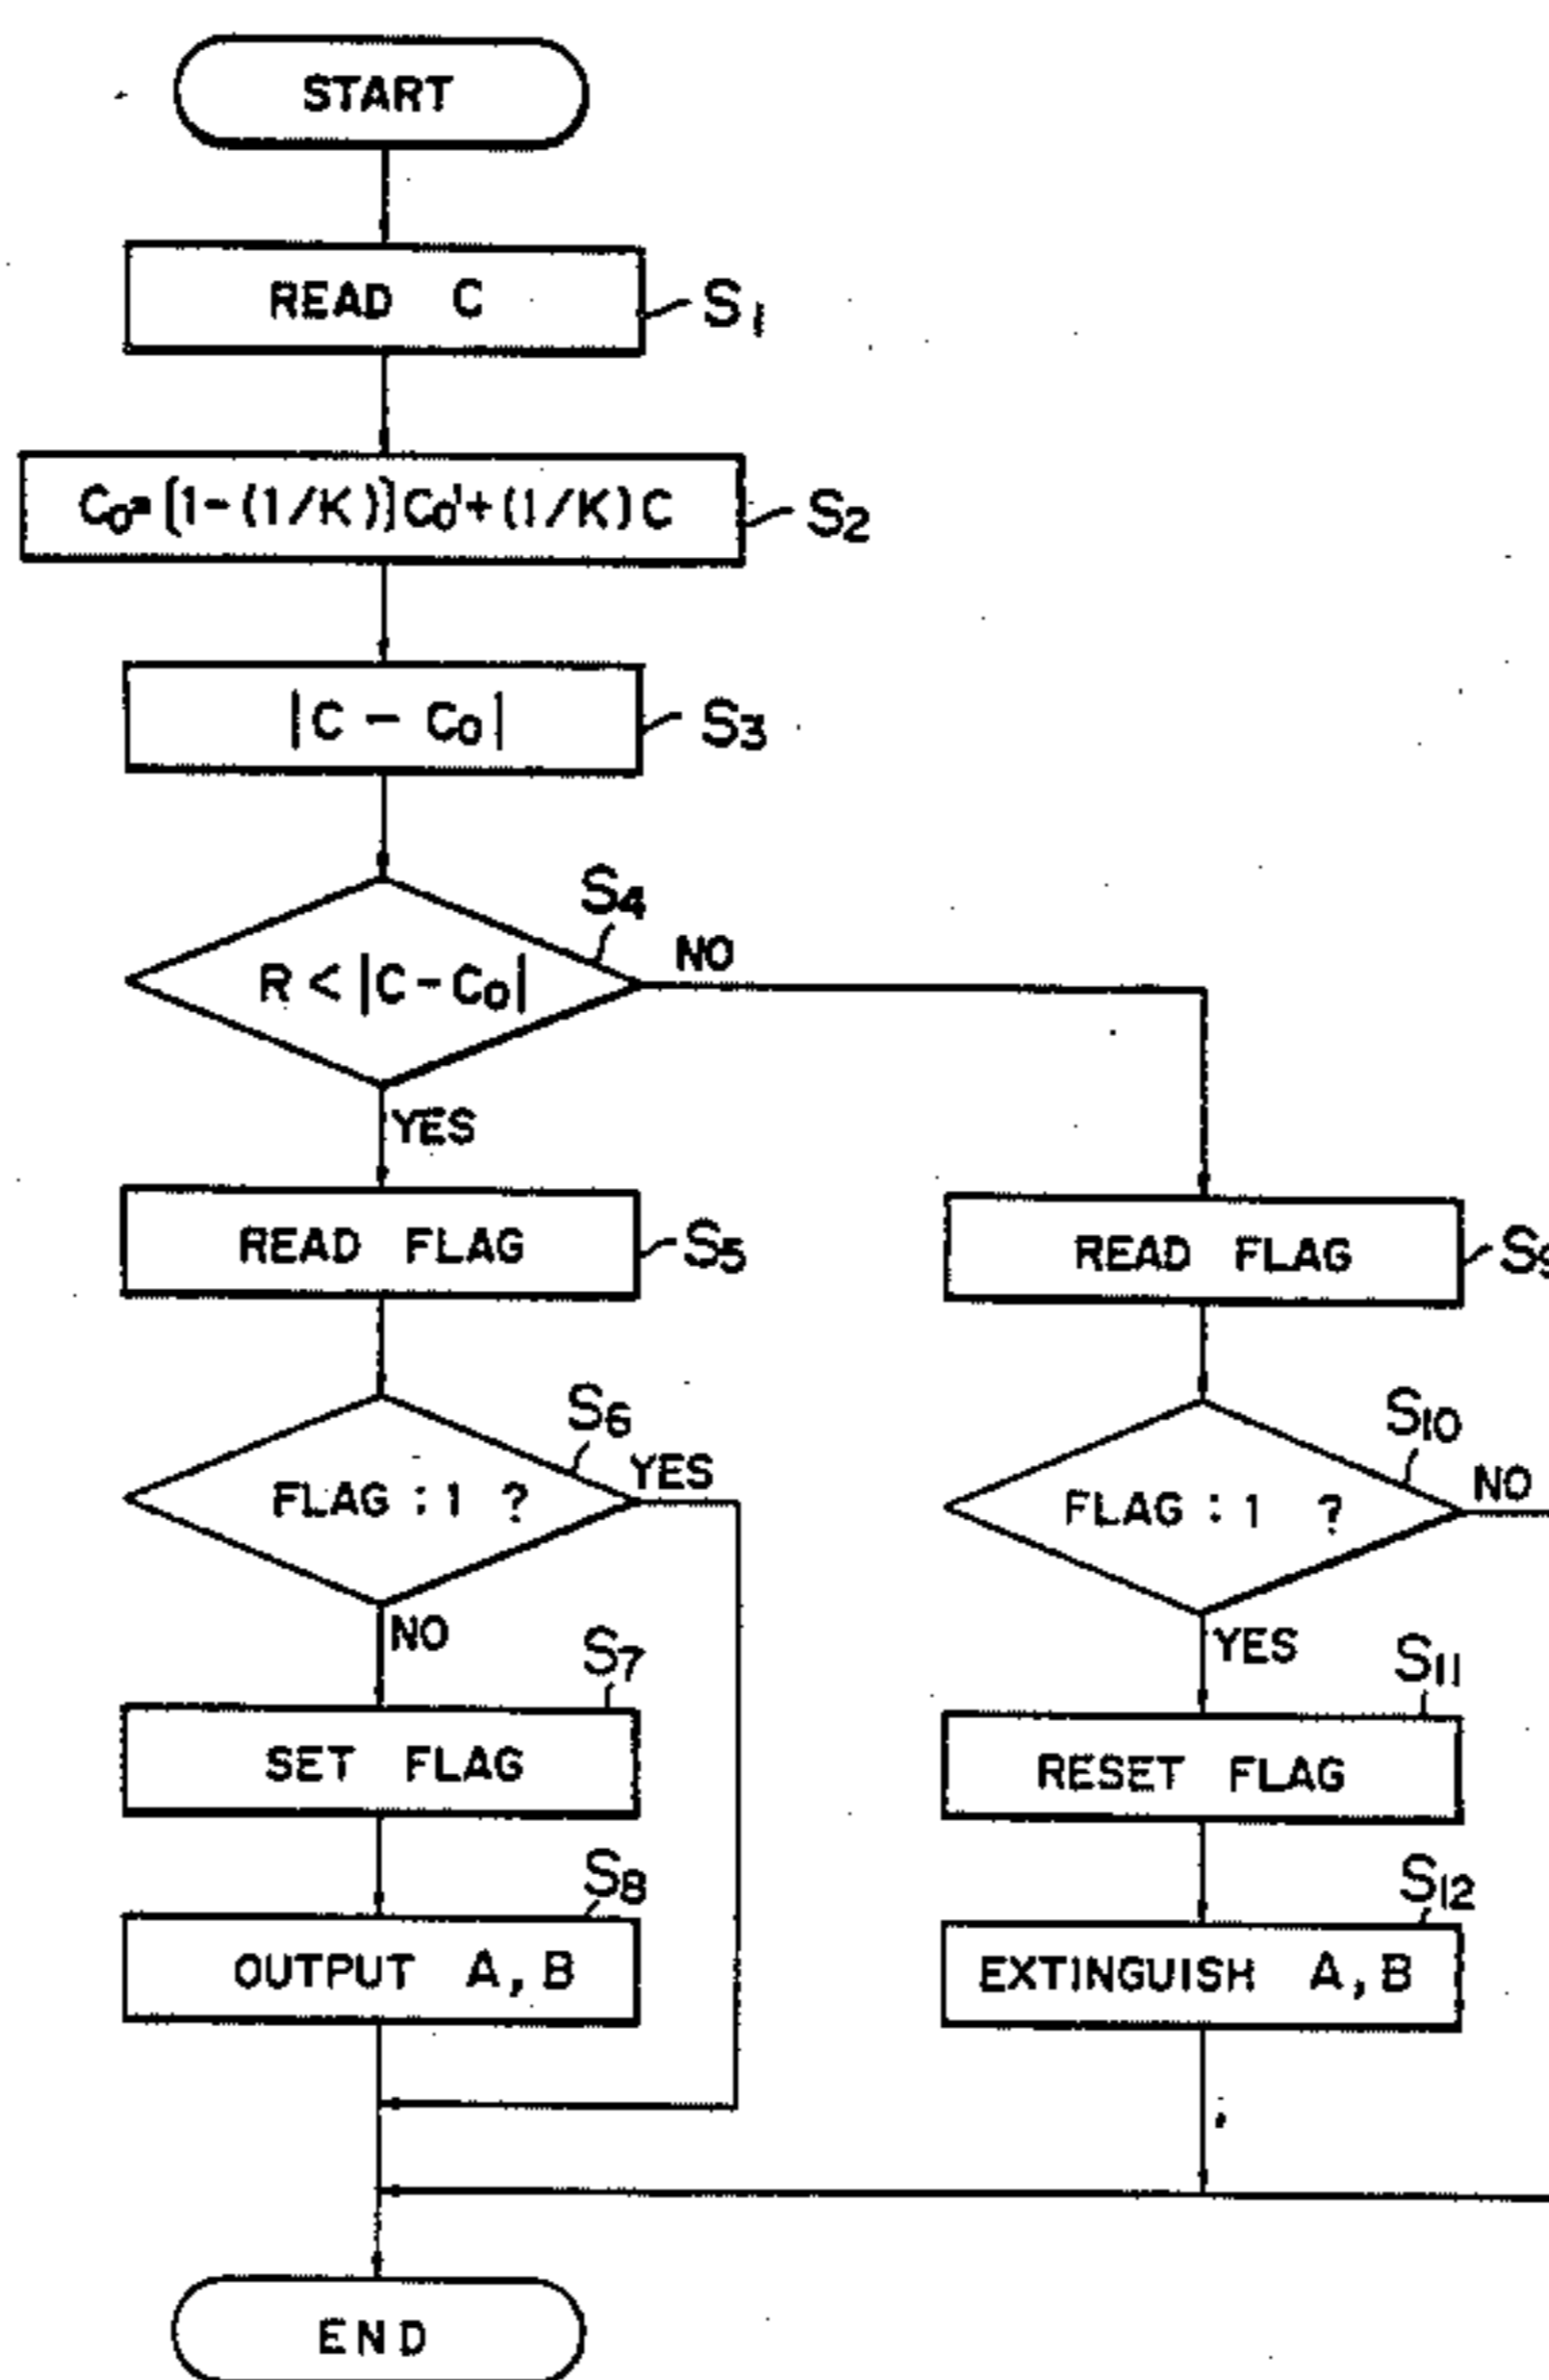 START
READ C
S1
C0=[1-(1/K)]C0'+(1/K)C
S2
|C - C0|
S3
S4
R < |C - C0|
NO
YES
READ FLAG
S5
READ FLAG
S9
S6
FLAG : 1 ?
YES
NO
S10
FLAG : 1 ?
NO
YES
S7
SET FLAG
S11
RESET FLAG
S8
OUTPUT A, B
S12
EXTINGUISH A, B
END